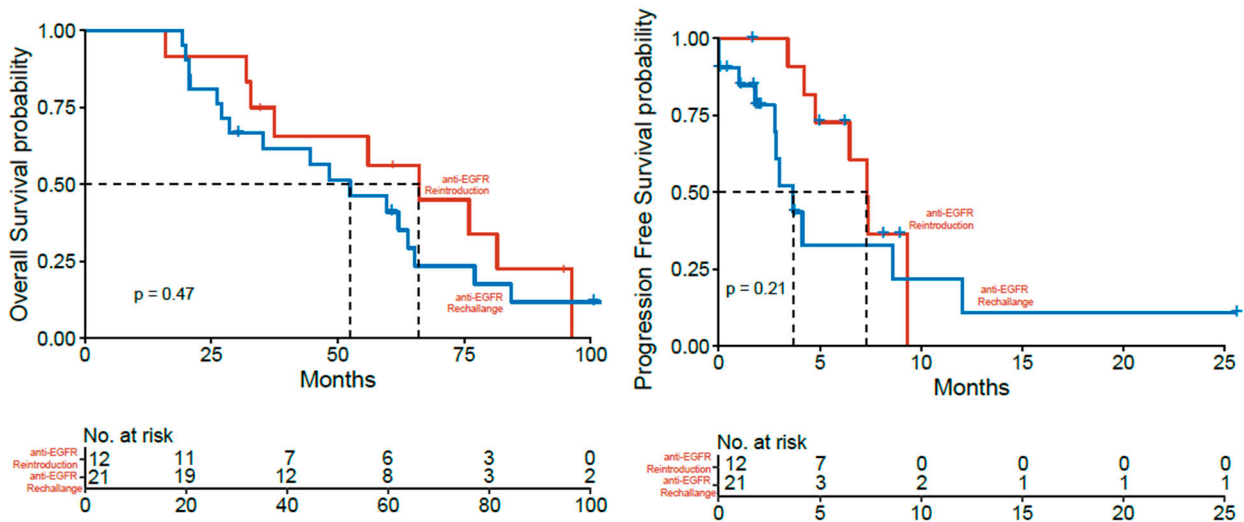 Overall Survival probability
1.00
0.75
0.50
0.25
0.00
anti-EGFR
Reintroduction
anti-EGFR
Rechallange
p = 0.47
0 25 50 75 100
Months
No. at risk
anti-EGFR
Reintroduction
12 11 7 6 3 0
anti-EGFR
Rechallange
21 19 12 8 3 2
0 20 40 60 80 100
Progression Free Survival probability
1.00
0.75
0.50
0.25
0.00
anti-EGFR
Reintroduction
anti-EGFR
Rechallange
p = 0.21
0 5 10 15 20 25
Months
No. at risk
anti-EGFR
Reintroduction
12 7 0 0 0 0
anti-EGFR
Rechallange
21 3 2 1 1 1
0 5 10 15 20 25